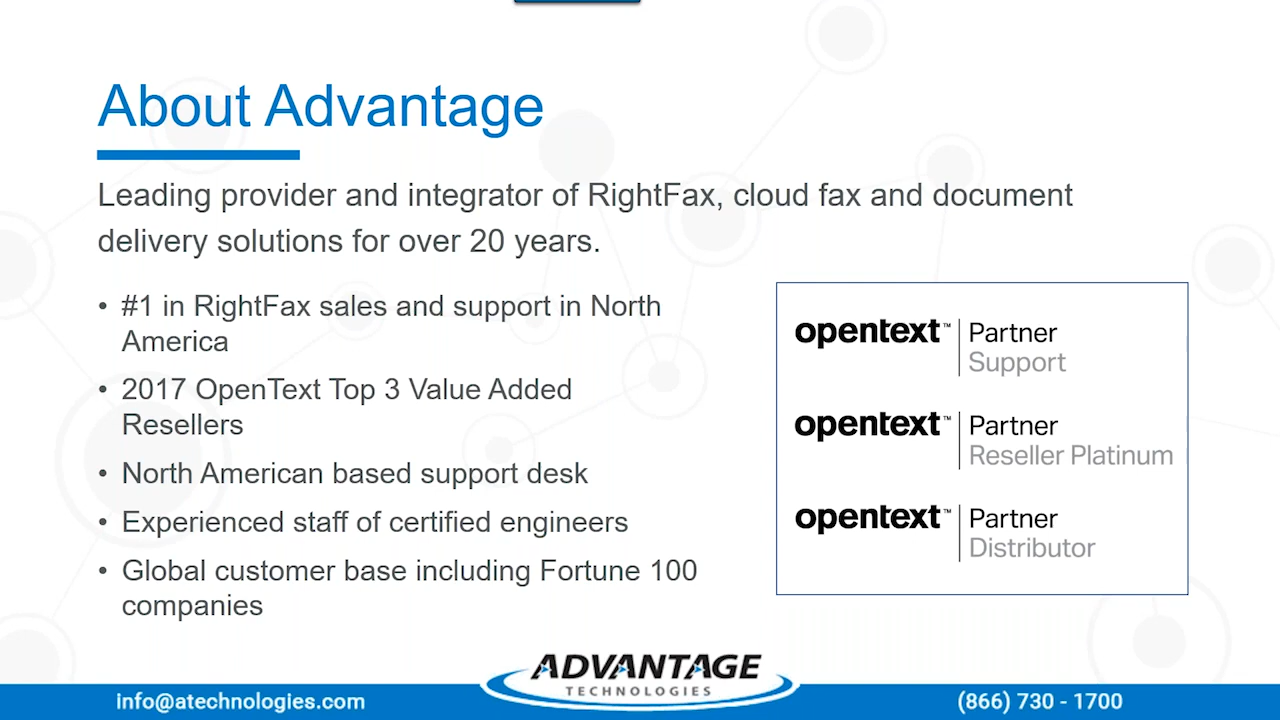 About Advantage
Leading provider and integrator of RightFax, cloud fax and document
delivery solutions for over 20 years.
• #1 in RightFax sales and support in North
America
• 2017 OpenText Top 3 Value Added
Resellers
• North American based support desk
• Experienced staff of certified engineers
• Global customer base including Fortune 100
companies
opentext™ Partner
Support
opentext™ Partner
Reseller Platinum
opentext™ Partner
Distributor
ADVANTAGE
TECHNOLOGIES
info@atechnologies.com
(866) 730 - 1700